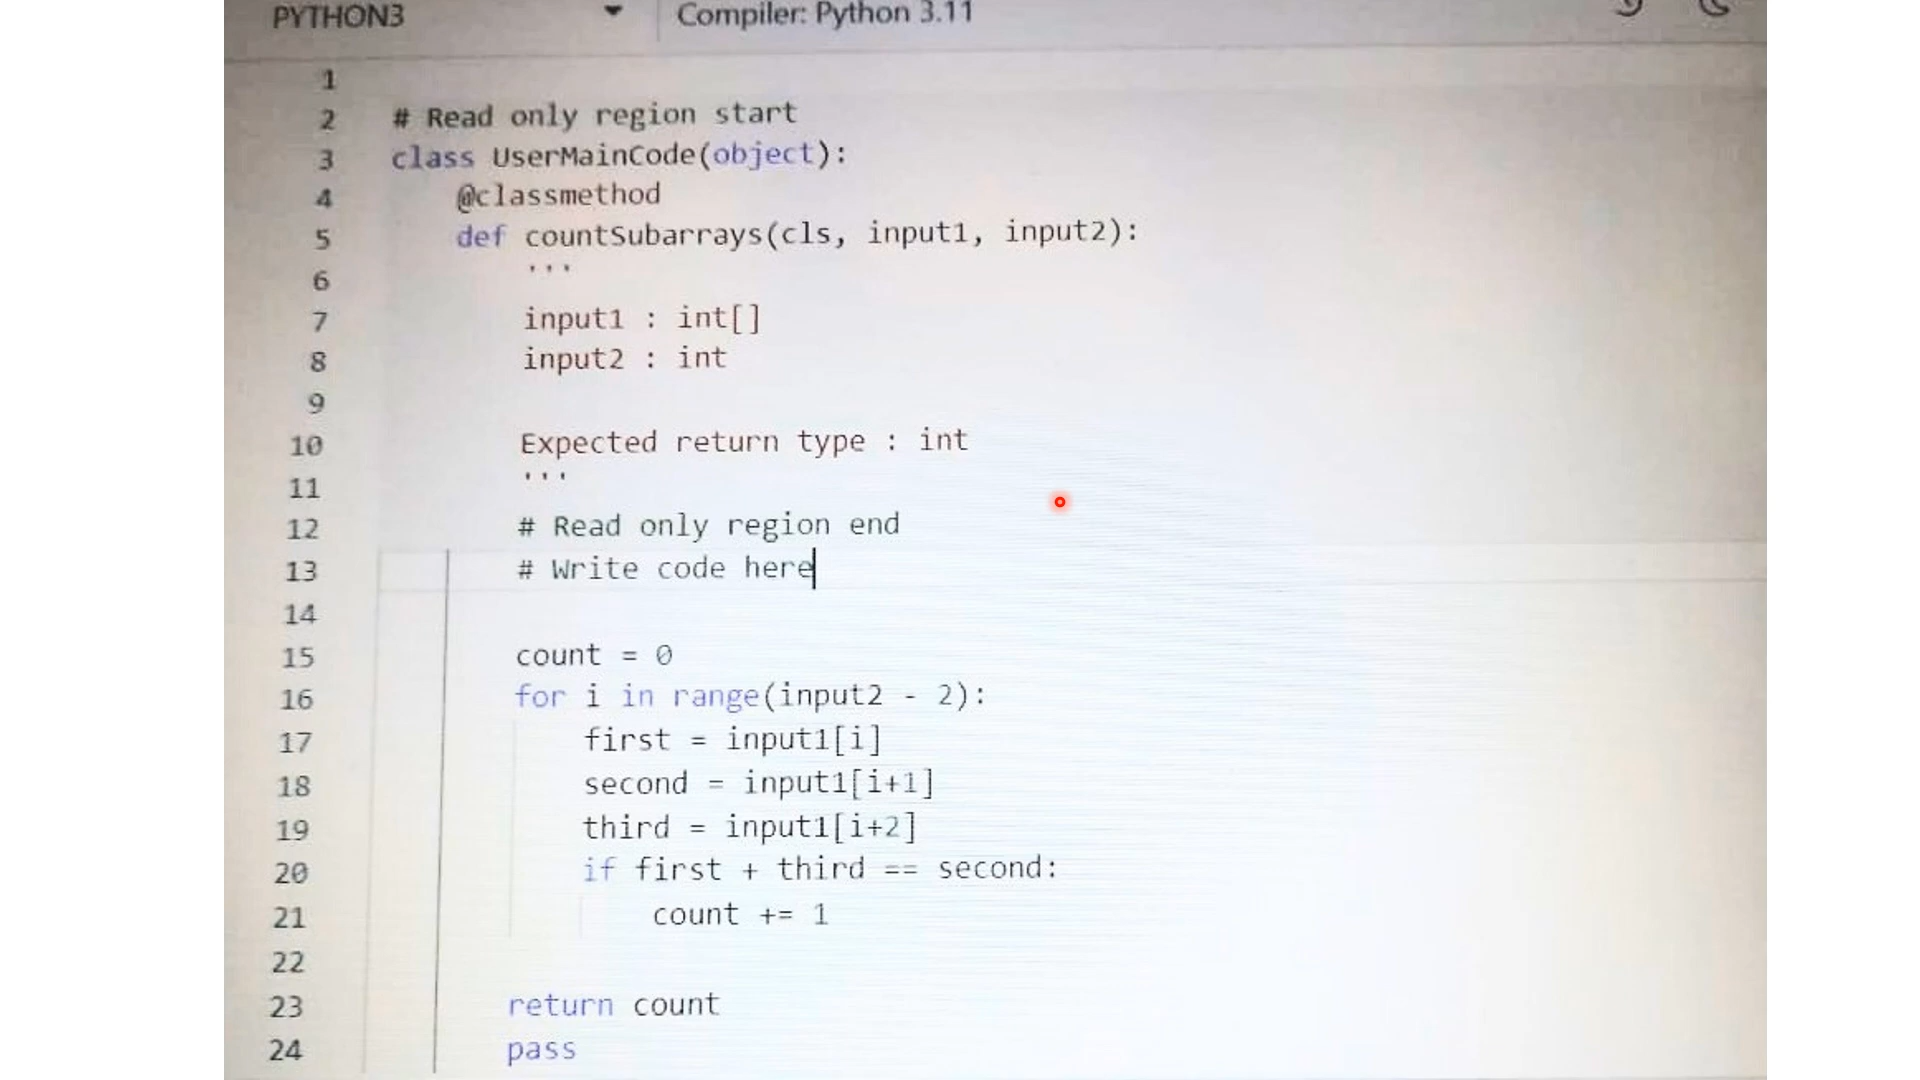 PYTHON3 Compiler: Python 3.11
1
2 # Read only region start
3 class UserMainCode(object):
4 @classmethod
5 def countSubarrays(cls, input1, input2):
6 '''
7 input1 : int[]
8 input2 : int
9
10 Expected return type : int
11 '''
12 # Read only region end
13 # Write code here
14
15 count = 0
16 for i in range(input2 - 2):
17 first = input1[i]
18 second = input1[i+1]
19 third = input1[i+2]
20 if first + third == second:
21 count += 1
22
23 return count
24 pass